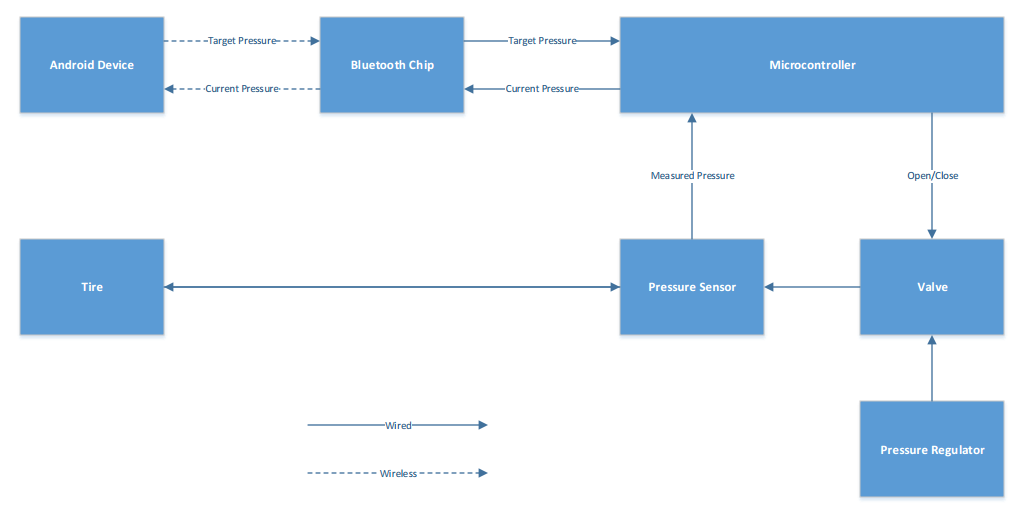 Android Device
Target Pressure
Current Pressure
Bluetooth Chip
Target Pressure
Current Pressure
Microcontroller
Measured Pressure
Open/Close
Tire
Pressure Sensor
Valve
Wired
Wireless
Pressure Regulator